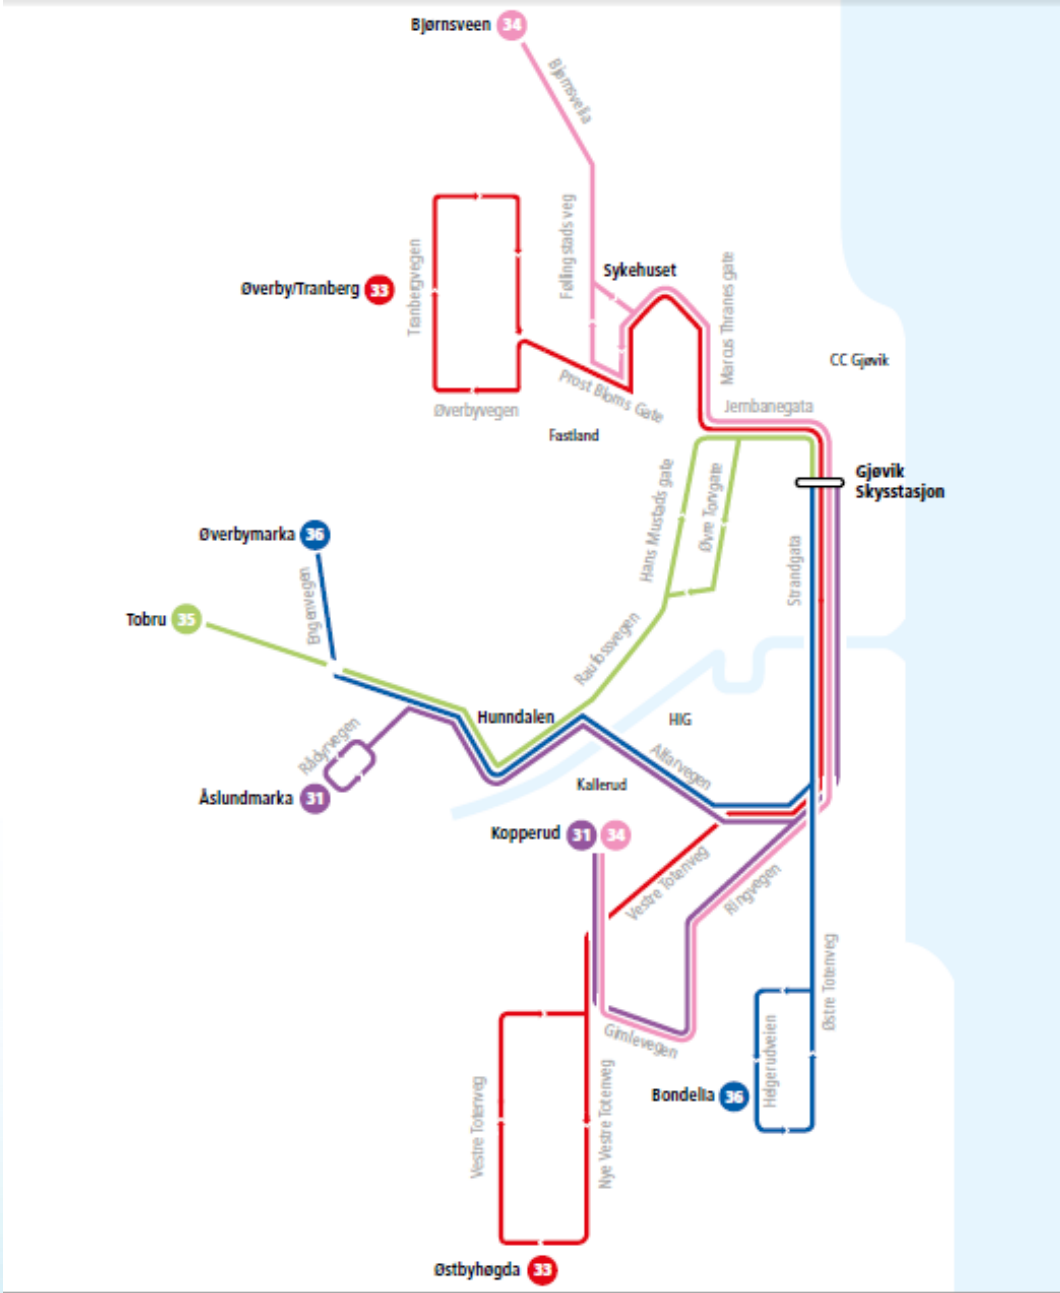 Bjørnsveen 34
Bjørnsvella
Føllingstads veg
Sykehuset
Marcus Thranes gate
Tranbergvegen
Øverby/Tranberg 33
CC Gjøvik
Prost Bloms Gate
Øverbyvegen
Jernbanegata
Fastland
Gjøvik
Skysstasjon
Hans Mustads gate
Øvre Torvgate
Øverbymarka 36
Strandgata
Engenvegen
Tobru 35
Raufossvegen
Hunndalen
HIG
Rådyrvegen
Alfarvegen
Kallerud
Åslundmarka 31
Kopperud 31 34
Vestre Totenveg
Ringvegen
Østre Totenveg
Gimlevegen
Helgerudveien
Bondelia 36
Vestre Totenveg
Nye Vestre Totenveg
Østbyhøgda 33